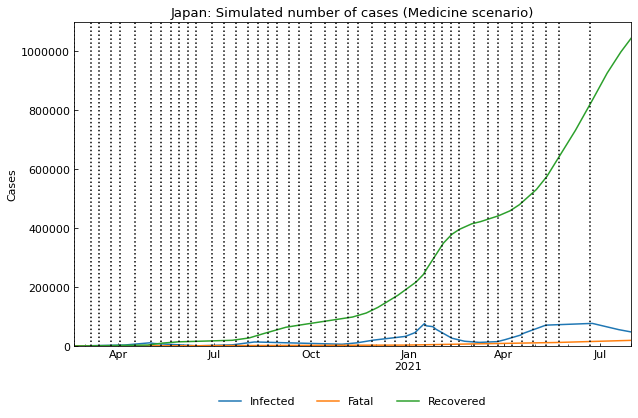 Japan: Simulated number of cases (Medicine scenario)
1000000
800000
600000
400000
200000
0
Cases
Apr Jul Oct Jan Apr Jul
2021
Infected Fatal Recovered